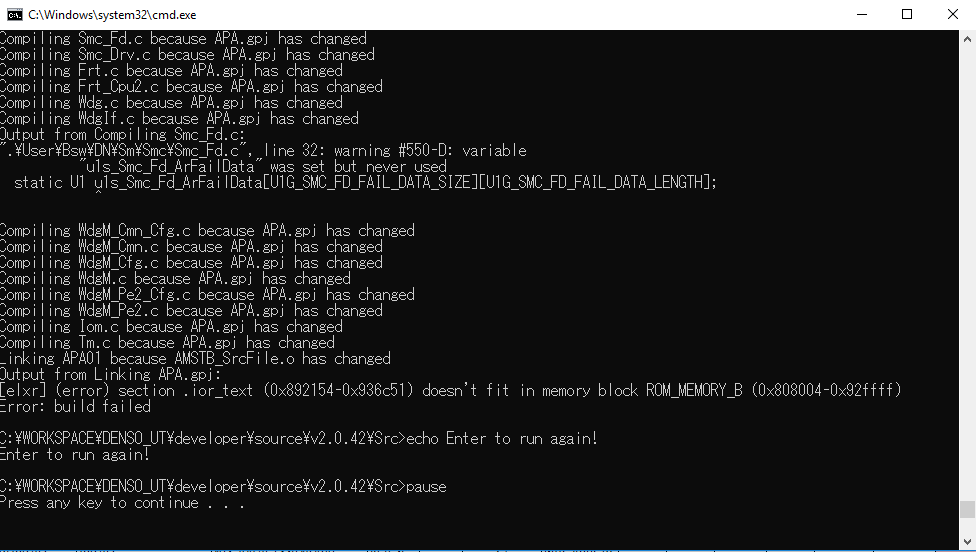 C:\Windows\system32\cmd.exe
Compiling Smc_Fd.c because APA.gpj has changed
Compiling Smc_Drv.c because APA.gpj has changed
Compiling Frt.c because APA.gpj has changed
Compiling Frt_Cpu2.c because APA.gpj has changed
Compiling Wdg.c because APA.gpj has changed
Compiling WdgIf.c because APA.gpj has changed
Output from Compiling Smc_Fd.c:
".¥User¥Bsw¥DN¥Sm¥Smc¥Smc_Fd.c", line 32: warning #550-D: variable
"u1s_Smc_Fd_ArFailData" was set but never used
static U1 u1s_Smc_Fd_ArFailData[U1G_SMC_FD_FAIL_DATA_SIZE][U1G_SMC_FD_FAIL_DATA_LENGTH];
^
Compiling WdgM_Cmn_Cfg.c because APA.gpj has changed
Compiling WdgM_Cmn.c because APA.gpj has changed
Compiling WdgM_Cfg.c because APA.gpj has changed
Compiling WdgM.c because APA.gpj has changed
Compiling WdgM_Pe2_Cfg.c because APA.gpj has changed
Compiling WdgM_Pe2.c because APA.gpj has changed
Compiling Iom.c because APA.gpj has changed
Compiling Tm.c because APA.gpj has changed
Linking APA01 because AMSTB_SrcFile.o has changed
Output from Linking APA.gpj:
[elxr] (error) section .ior_text (0x892154-0x936c51) doesn't fit in memory block ROM_MEMORY_B (0x808004-0x92ffff)
Error: build failed
C:¥WORKSPACE¥DENSO_UT¥developer¥source¥v2.0.42¥Src>echo Enter to run again!
Enter to run again!
C:¥WORKSPACE¥DENSO_UT¥developer¥source¥v2.0.42¥Src>pause
Press any key to continue . . .